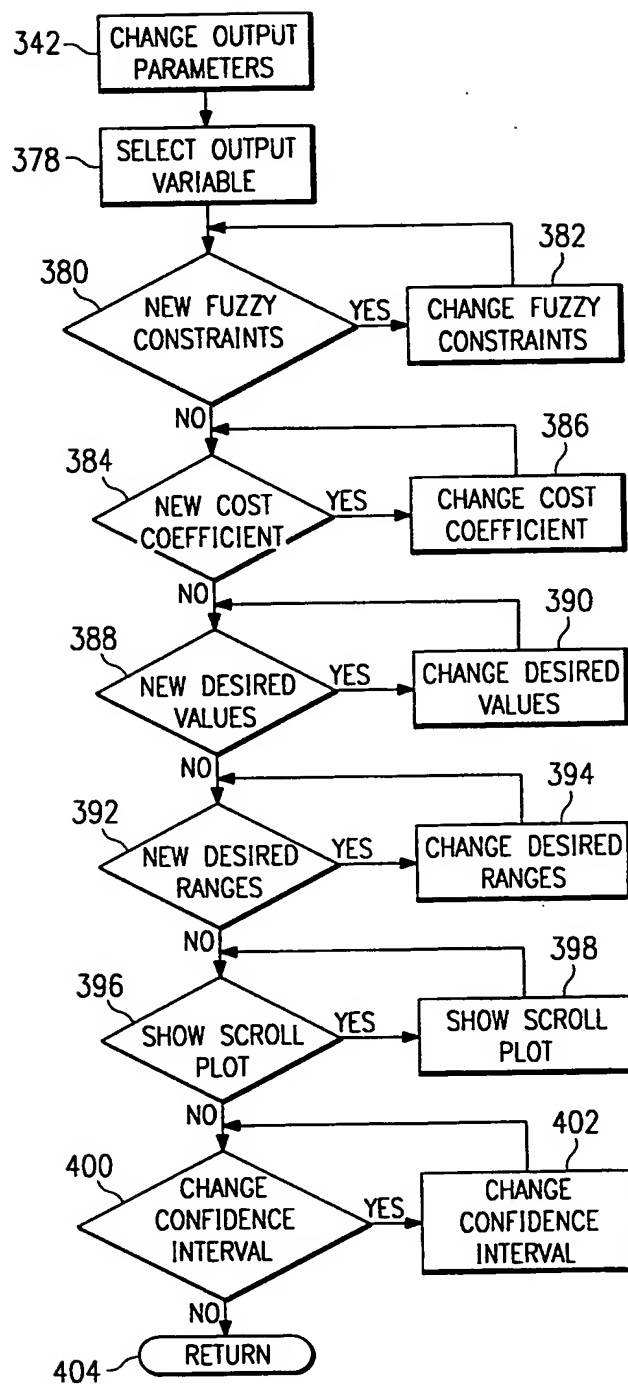 342
CHANGE OUTPUT
PARAMETERS
378
SELECT OUTPUT
VARIABLE
380
NEW FUZZY
CONSTRAINTS
YES
382
CHANGE FUZZY
CONSTRAINTS
NO
384
NEW COST
COEFFICIENT
YES
386
CHANGE COST
COEFFICIENT
NO
388
NEW DESIRED
VALUES
YES
390
CHANGE DESIRED
VALUES
NO
392
NEW DESIRED
RANGES
YES
394
CHANGE DESIRED
RANGES
NO
396
SHOW SCROLL
PLOT
YES
398
SHOW SCROLL
PLOT
NO
400
CHANGE
CONFIDENCE
INTERVAL
YES
402
CHANGE
CONFIDENCE
INTERVAL
NO
404
RETURN